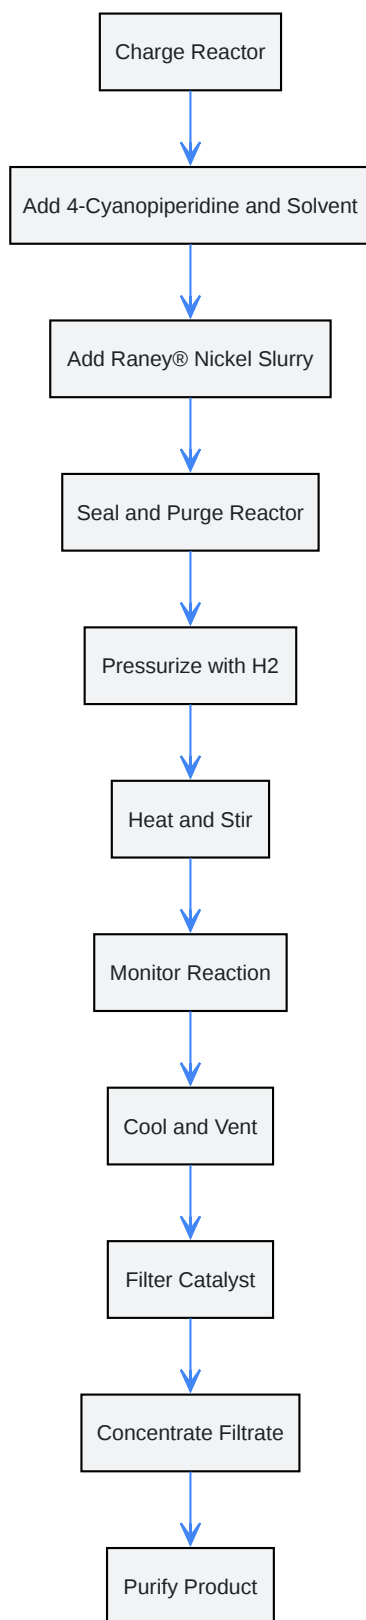 Charge Reactor
Add 4-Cyanopiperidine and Solvent
Add Raney® Nickel Slurry
Seal and Purge Reactor
Pressurize with H2
Heat and Stir
Monitor Reaction
Cool and Vent
Filter Catalyst
Concentrate Filtrate
Purify Product